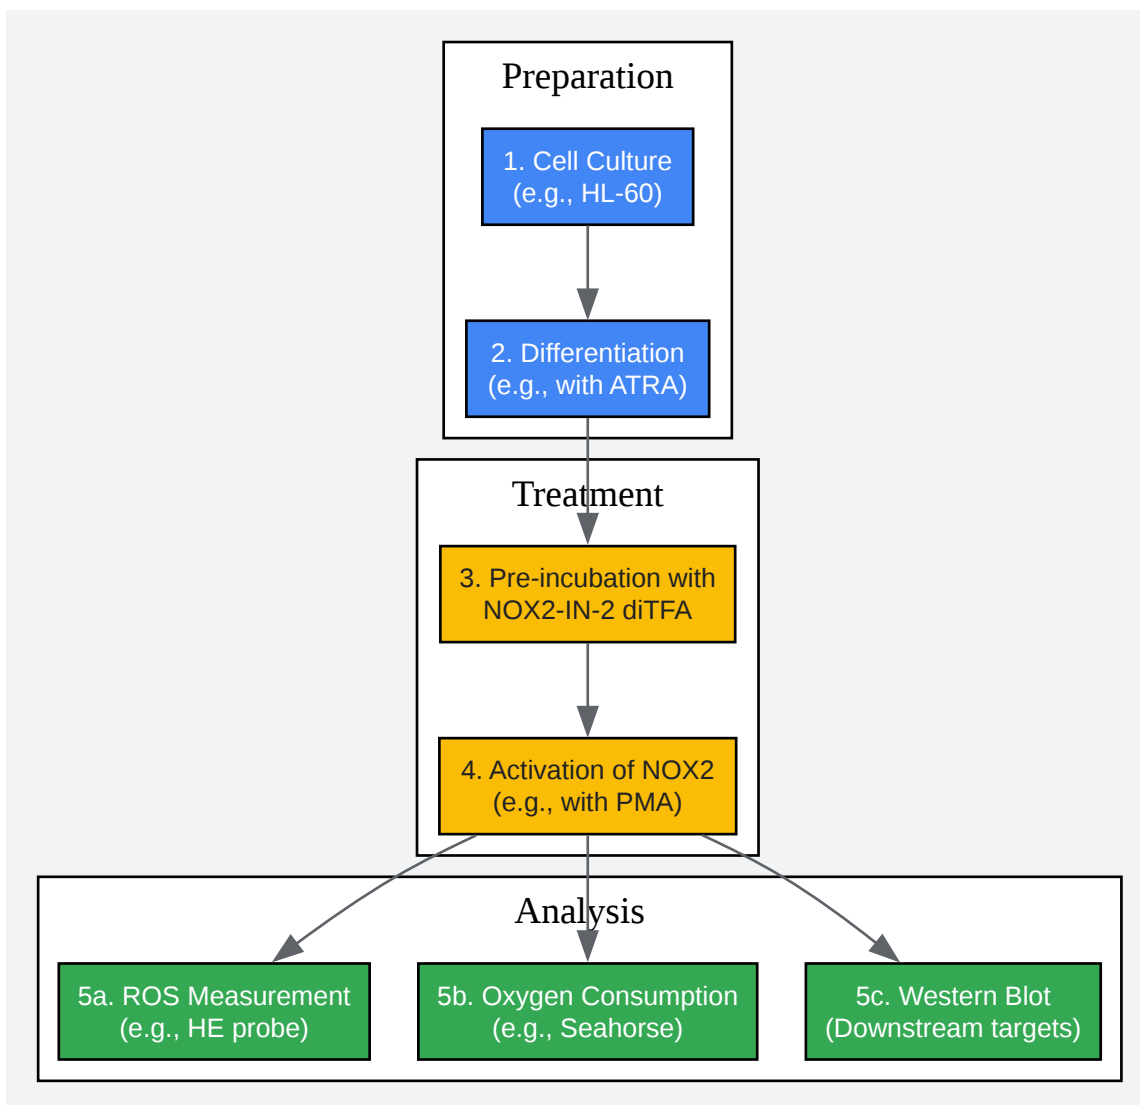 Preparation
1. Cell Culture
(e.g., HL-60)
2. Differentiation
(e.g., with ATRA)
Treatment
3. Pre-incubation with
NOX2-IN-2 diTFA
4. Activation of NOX2
(e.g., with PMA)
Analysis
5a. ROS Measurement
(e.g., HE probe)
5b. Oxygen Consumption
(e.g., Seahorse)
5c. Western Blot
(Downstream targets)